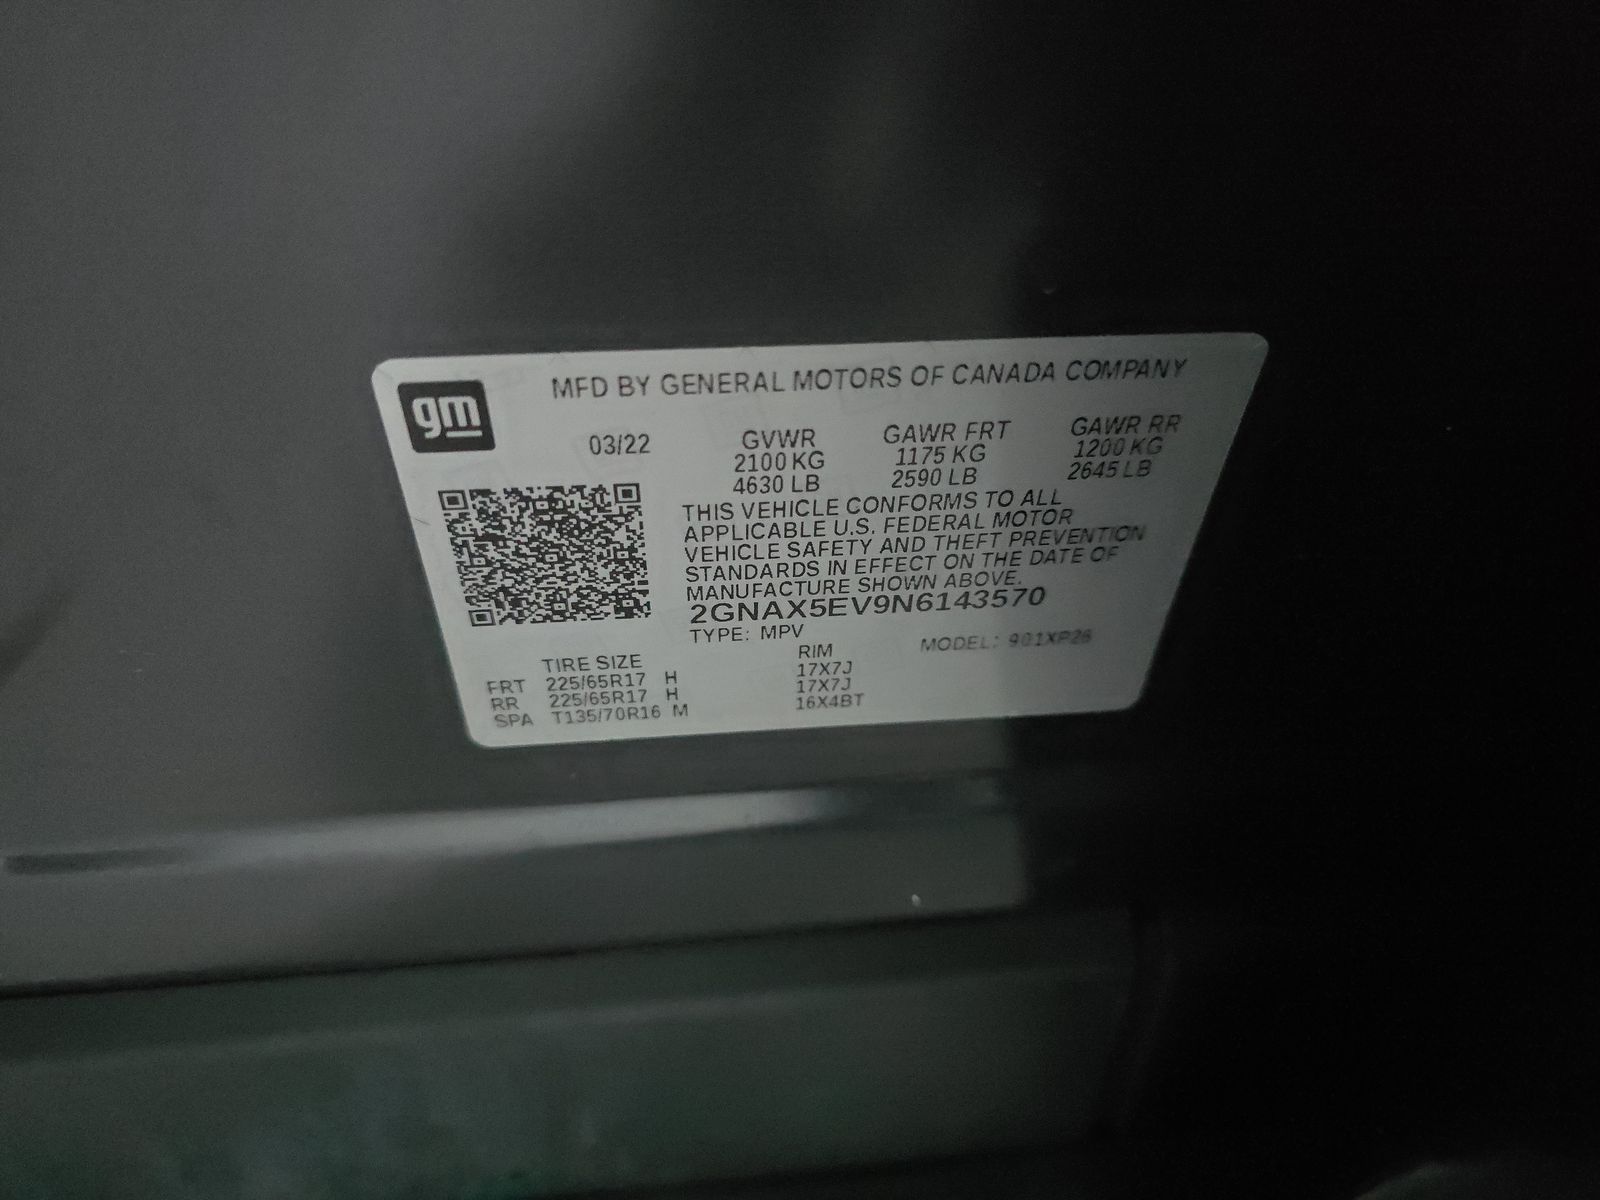 gm
MFD BY GENERAL MOTORS OF CANADA COMPANY
03/22 GVWR GAWR FRT GAWR RR
2100 KG 1175 KG 1200 KG
4630 LB 2590 LB 2645 LB
THIS VEHICLE CONFORMS TO ALL
APPLICABLE U.S. FEDERAL MOTOR
VEHICLE SAFETY AND THEFT PREVENTION
STANDARDS IN EFFECT ON THE DATE OF
MANUFACTURE SHOWN ABOVE.
2GNAX5EV9N6143570
TYPE: MPV MODEL: 901XP26
TIRE SIZE RIM
FRT 225/65R17 H 17X7J
RR 225/65R17 H 17X7J
SPA T135/70R16 M 16X4BT